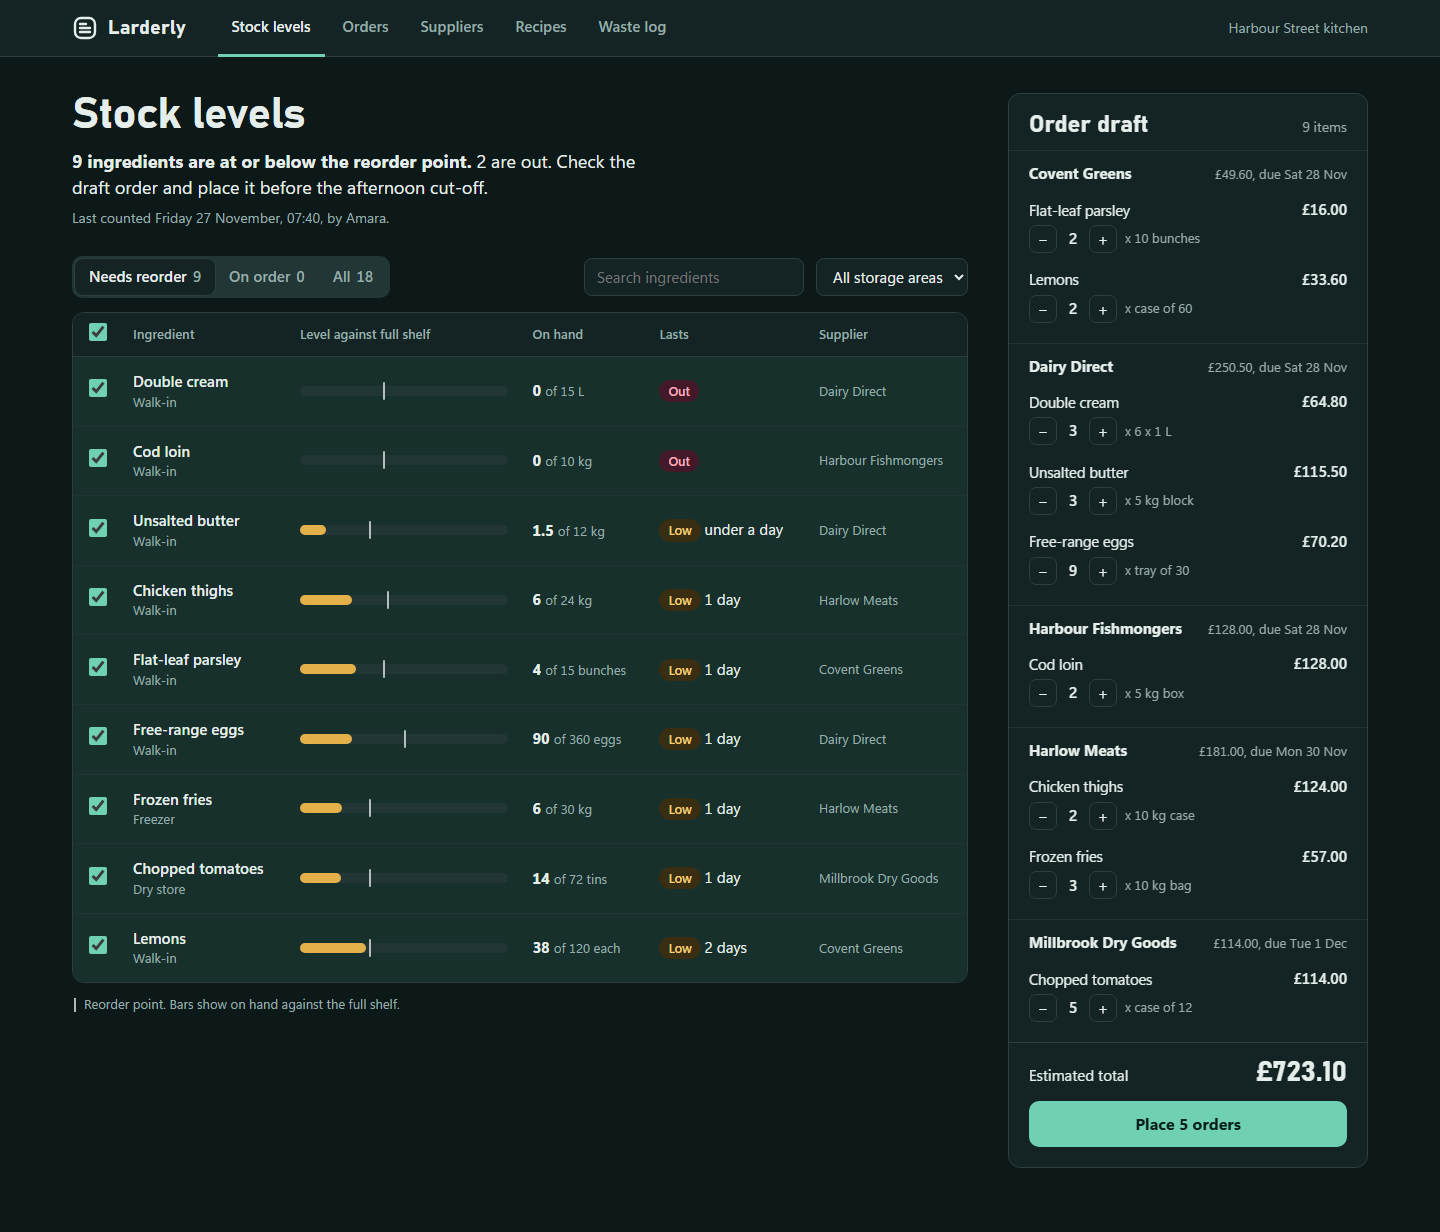 Larderly
Stock levels
Orders
Suppliers
Recipes
Waste log
Harbour Street kitchen
Stock levels
9 ingredients are at or below the reorder point. 2 are out. Check the
draft order and place it before the afternoon cut-off.
Last counted Friday 27 November, 07:40, by Amara.
Needs reorder 9
On order 0
All 18
Search ingredients
All storage areas
Ingredient
Level against full shelf
On hand
Lasts
Supplier
Double cream
Walk-in
0 of 15 L
Out
Dairy Direct
Cod loin
Walk-in
0 of 10 kg
Out
Harbour Fishmongers
Unsalted butter
Walk-in
1.5 of 12 kg
Low under a day
Dairy Direct
Chicken thighs
Walk-in
6 of 24 kg
Low 1 day
Harlow Meats
Flat-leaf parsley
Walk-in
4 of 15 bunches
Low 1 day
Covent Greens
Free-range eggs
Walk-in
90 of 360 eggs
Low 1 day
Dairy Direct
Frozen fries
Freezer
6 of 30 kg
Low 1 day
Harlow Meats
Chopped tomatoes
Dry store
14 of 72 tins
Low 1 day
Millbrook Dry Goods
Lemons
Walk-in
38 of 120 each
Low 2 days
Covent Greens
Reorder point. Bars show on hand against the full shelf.
Order draft
9 items
Covent Greens
£49.60, due Sat 28 Nov
Flat-leaf parsley
£16.00
− 2 + x 10 bunches
Lemons
£33.60
− 2 + x case of 60
Dairy Direct
£250.50, due Sat 28 Nov
Double cream
£64.80
− 3 + x 6 x 1 L
Unsalted butter
£115.50
− 3 + x 5 kg block
Free-range eggs
£70.20
− 9 + x tray of 30
Harbour Fishmongers
£128.00, due Sat 28 Nov
Cod loin
£128.00
− 2 + x 5 kg box
Harlow Meats
£181.00, due Mon 30 Nov
Chicken thighs
£124.00
− 2 + x 10 kg case
Frozen fries
£57.00
− 3 + x 10 kg bag
Millbrook Dry Goods
£114.00, due Tue 1 Dec
Chopped tomatoes
£114.00
− 5 + x case of 12
Estimated total
£723.10
Place 5 orders